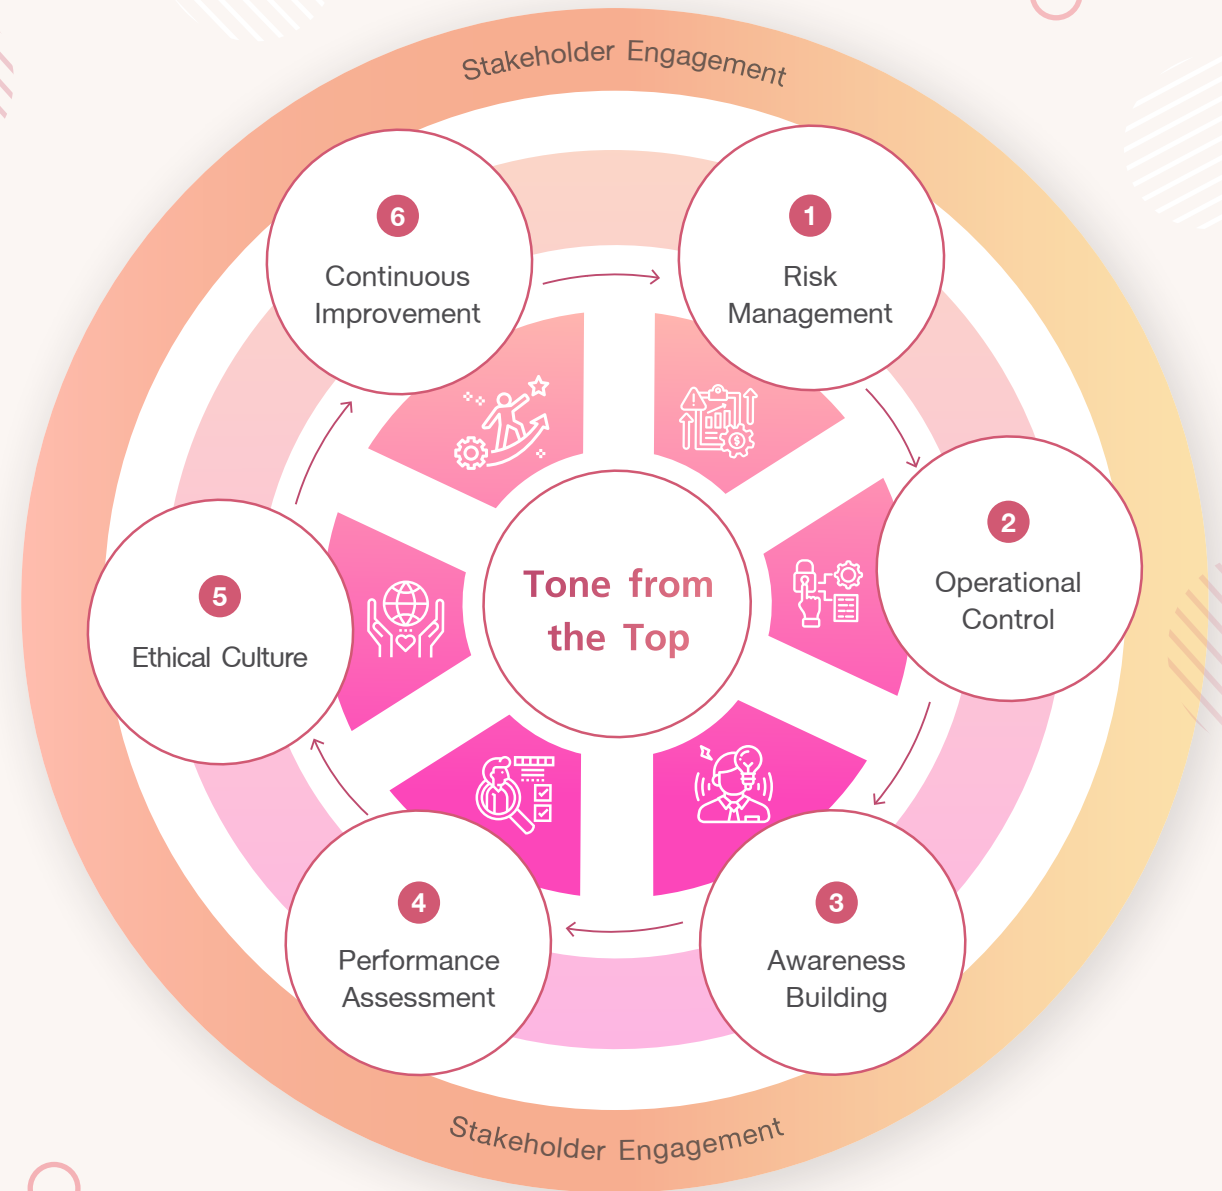 Stakeholder Engagement
6
Continuous
Improvement
1
Risk
Management
2
Operational
Control
5
Ethical Culture
Tone from
the Top
4
Performance
Assessment
3
Awareness
Building
Stakeholder Engagement